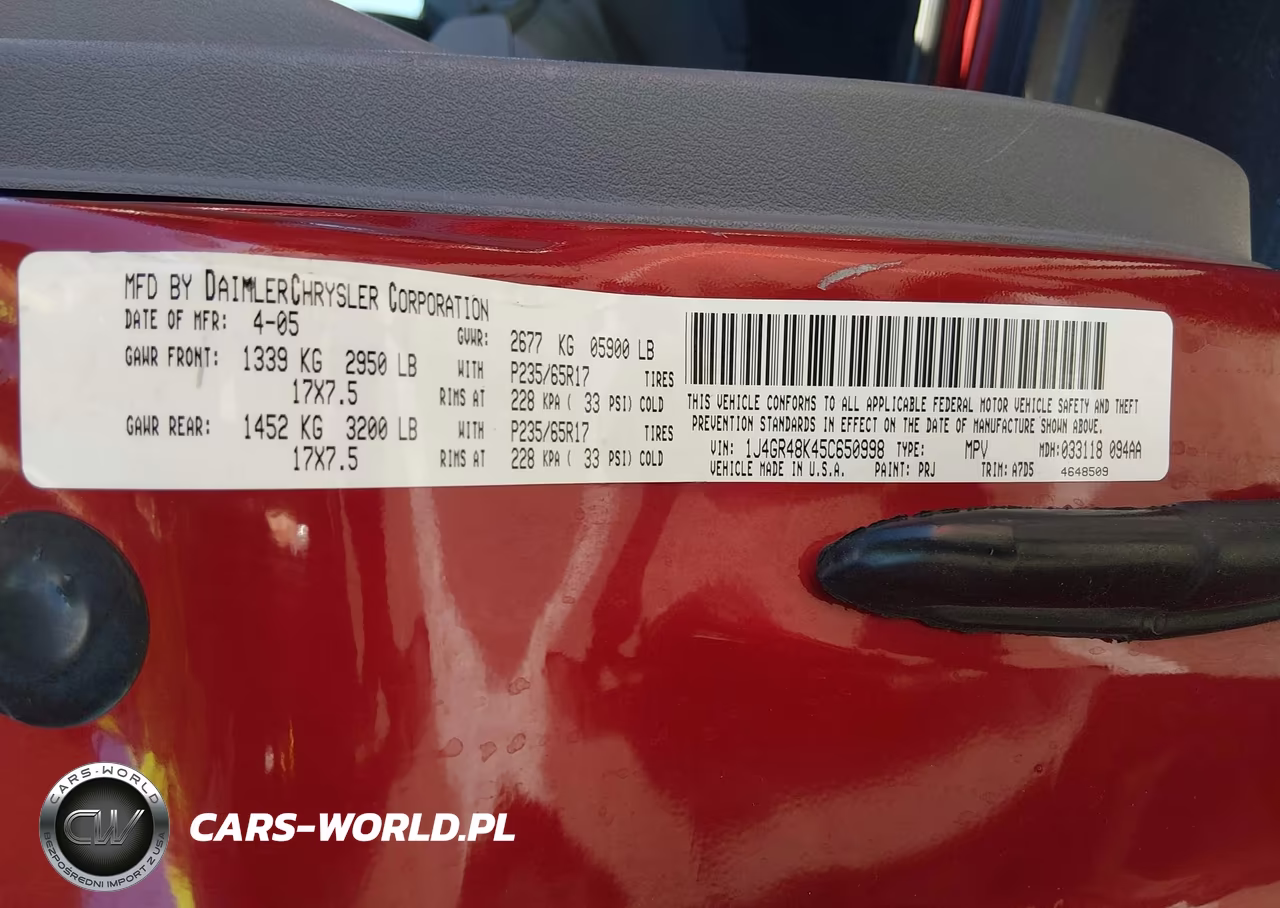 MFD BY DAIMLERCHRYSLER CORPORATION
DATE OF MFR: 4-05 GVWR: 2677 KG 05900 LB
GAWR FRONT: 1339 KG 2950 LB WITH P235/65R17 TIRES
17X7.5 RIMS AT 228 KPA ( 33 PSI) COLD
GAWR REAR: 1452 KG 3200 LB WITH P235/65R17 TIRES
17X7.5 RIMS AT 228 KPA ( 33 PSI) COLD
THIS VEHICLE CONFORMS TO ALL APPLICABLE FEDERAL MOTOR VEHICLE SAFETY AND THEFT
PREVENTION STANDARDS IN EFFECT ON THE DATE OF MANUFACTURE SHOWN ABOVE.
VIN: 1J4GR48K45C650998 TYPE: MPV MDH:033118 094AA
VEHICLE MADE IN U.S.A. PAINT: PRJ TRIM: A7D5 4648509
CARS-WORLD
CW
BEZPOŚREDNI IMPORT Z USA
CARS-WORLD.PL